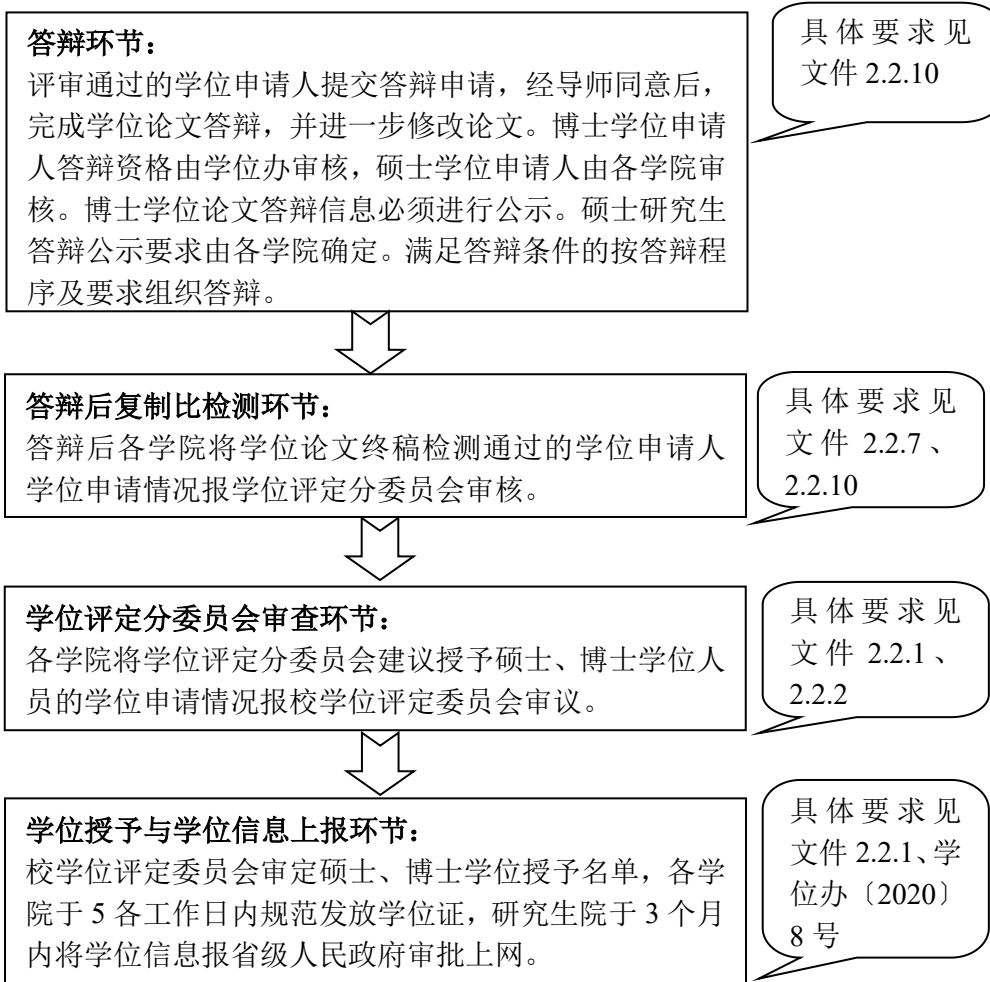 答辩环节：
评审通过的学位申请人提交答辩申请，经导师同意后，
完成学位论文答辩，并进一步修改论文。博士学位申请
人答辩资格由学位办审核，硕士学位申请人由各学院审
核。博士学位论文答辩信息必须进行公示。硕士研究生
答辩公示要求由各学院确定。满足答辩条件的按答辩程
序及要求组织答辩。
具体要求见
文件 2.2.10
答辩后复制比检测环节：
答辩后各学院将学位论文终稿检测通过的学位申请人
学位申请情况报学位评定分委员会审核。
具体要求见
文件 2.2.7、
2.2.10
学位评定分委员会审查环节：
各学院将学位评定分委员会建议授予硕士、博士学位人
员的学位申请情况报校学位评定委员会审议。
具体要求见
文件 2.2.1、
2.2.2
学位授予与学位信息上报环节：
校学位评定委员会审定硕士、博士学位授予名单，各学
院于 5 各工作日内规范发放学位证，研究生院于 3 个月
内将学位信息报省级人民政府审批上网。
具体要求见
文件 2.2.1、学
位办〔2020〕
8 号